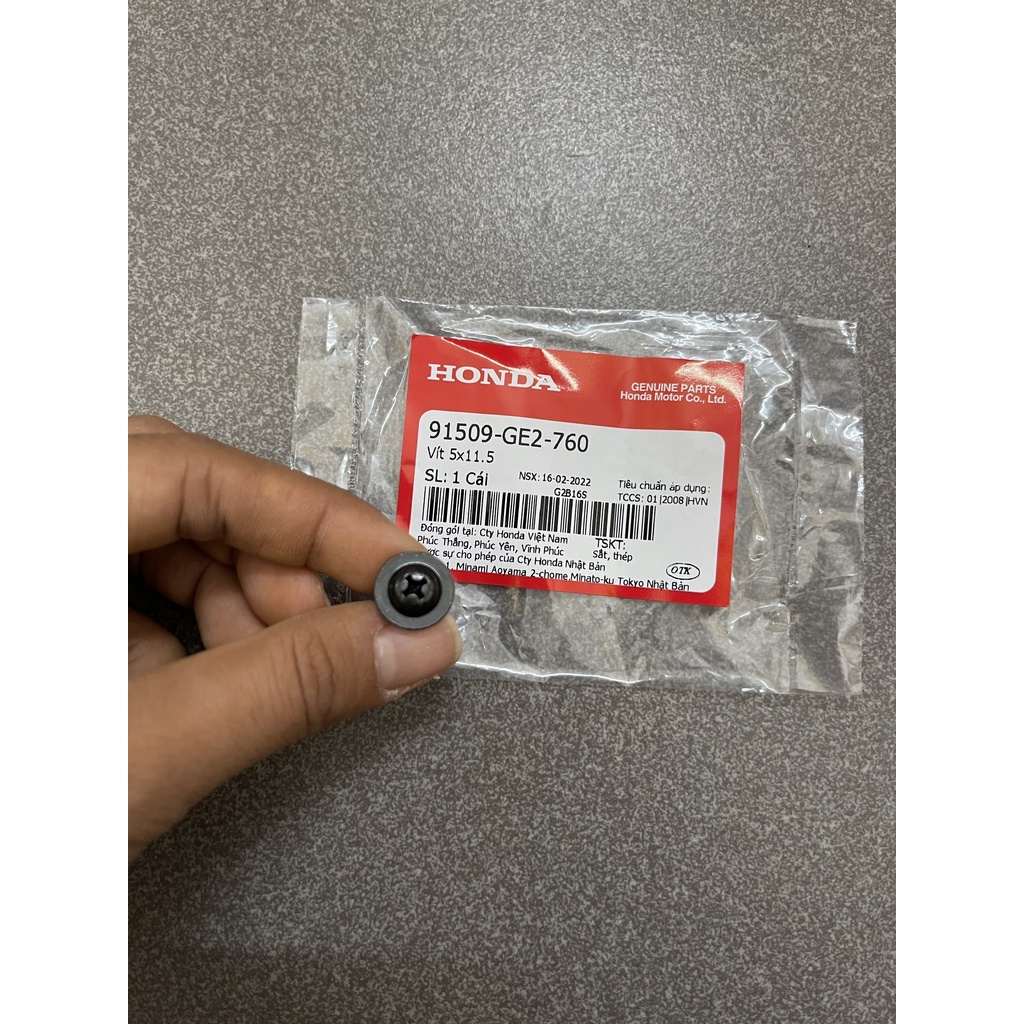 HONDA
GENUINE PARTS
Honda Motor Co., Ltd.
91509-GE2-760
Vít 5x11.5
SL: 1 Cái
NSX: 16-02-2022
G2B16S
Tiêu chuẩn áp dụng:
TCCS: 01|2008|HVN
Đóng gói tại: Cty Honda Việt Nam
Phúc Thắng, Phúc Yên, Vĩnh Phúc
sự cho phép của Cty Honda Nhật Bản
Minami Aoyama 2-chome,Minato-ku Tokyo Nhật Bản
TSKT:
Sắt, thép
OTK